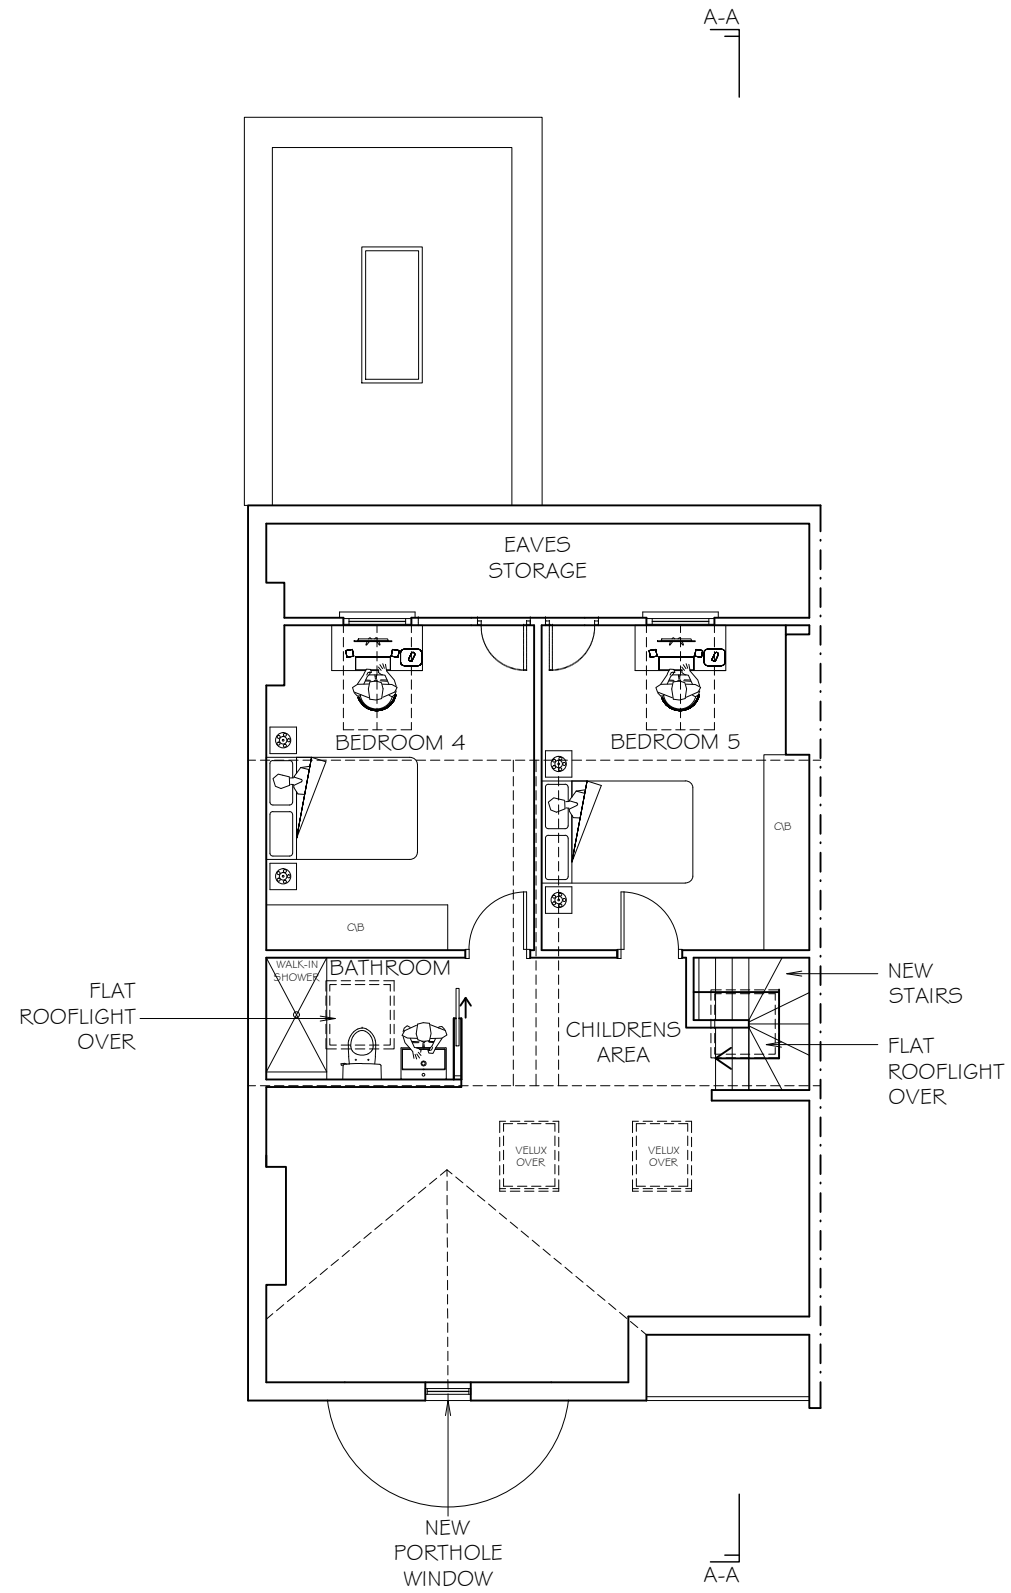 A-A
EAVES
STORAGE
BEDROOM 4
BEDROOM 5
C\B
C\B
WALK-IN
SHOWER
BATHROOM
FLAT
ROOFLIGHT
OVER
CHILDRENS
AREA
NEW
STAIRS
FLAT
ROOFLIGHT
OVER
VELUX
OVER
VELUX
OVER
NEW
PORTHOLE
WINDOW
A-A